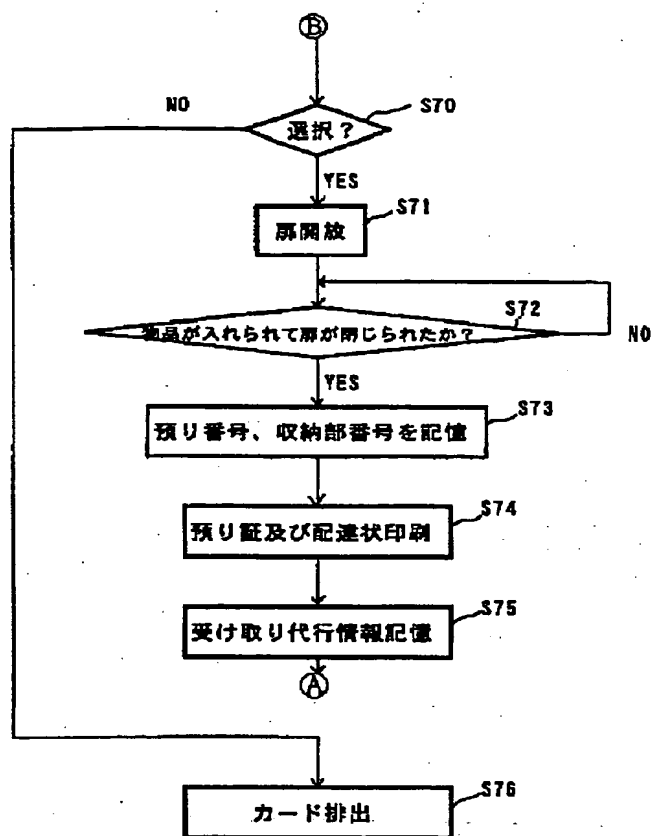 B
NO
S70
選択？
YES
S71
扉開放
S72
物品が入れられて扉が閉じられたか？
NO
YES
S73
預り番号、収納部番号を記憶
S74
預り証及び配達状印刷
S75
受け取り代行情報記憶
A
S76
カード排出